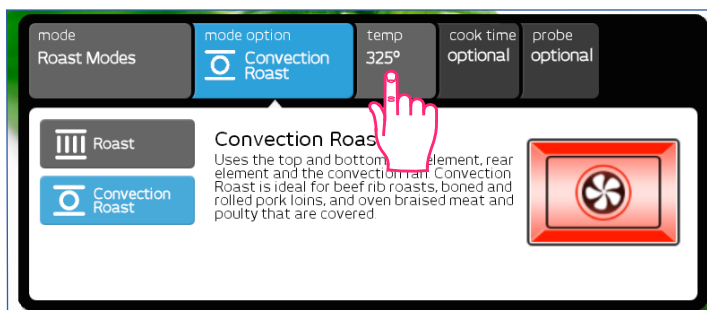 mode
Roast Modes
mode option
Convection
Roast
temp
325°
cook time
optional
probe
optional
Roast
Convection
Roast
Convection
Uses the top and element, rear
element and the fan. Convection
Roast is ideal for beef rib roasts, boned and
rolled pork loins, and oven braised meat and
poulty that are covered.